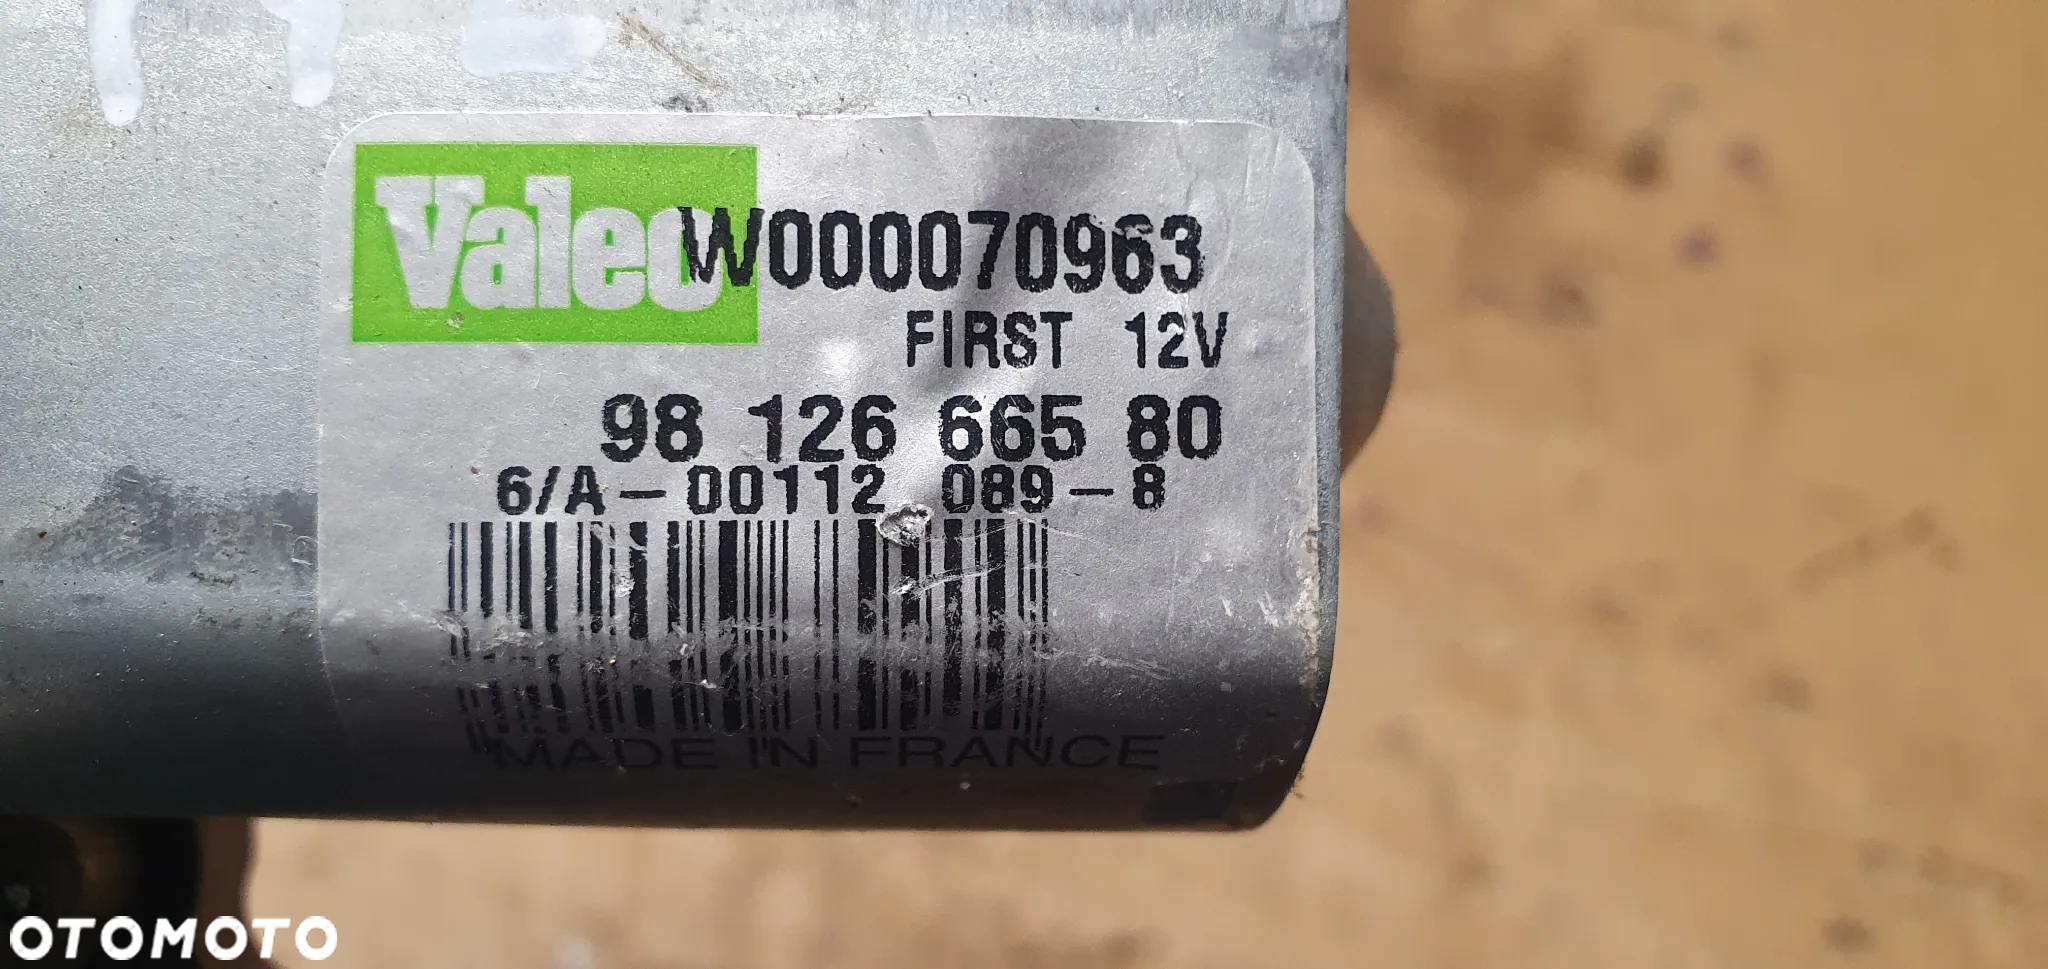 Valeo W000070963
FIRST 12V
98 126 665 80
6/A-00112 089-8
MADE IN FRANCE
OTOMOTO